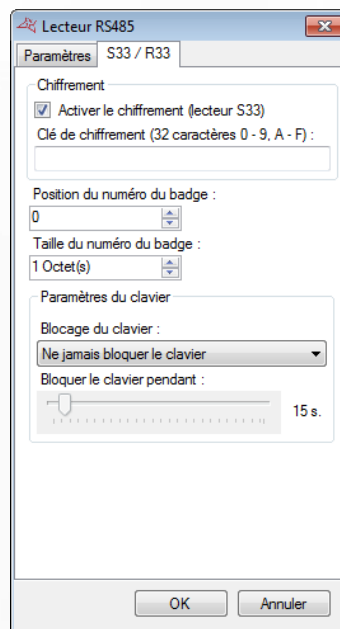 Lecteur RS485
Paramètres S33 / R33
Chiffrement
Activer le chiffrement (lecteur S33)
Clé de chiffrement (32 caractères 0 - 9, A - F) :
Position du numéro du badge :
0
Taille du numéro du badge :
1 Octet(s)
Paramètres du clavier
Blocage du clavier :
Ne jamais bloquer le clavier
Bloquer le clavier pendant :
15 s.
OK Annuler